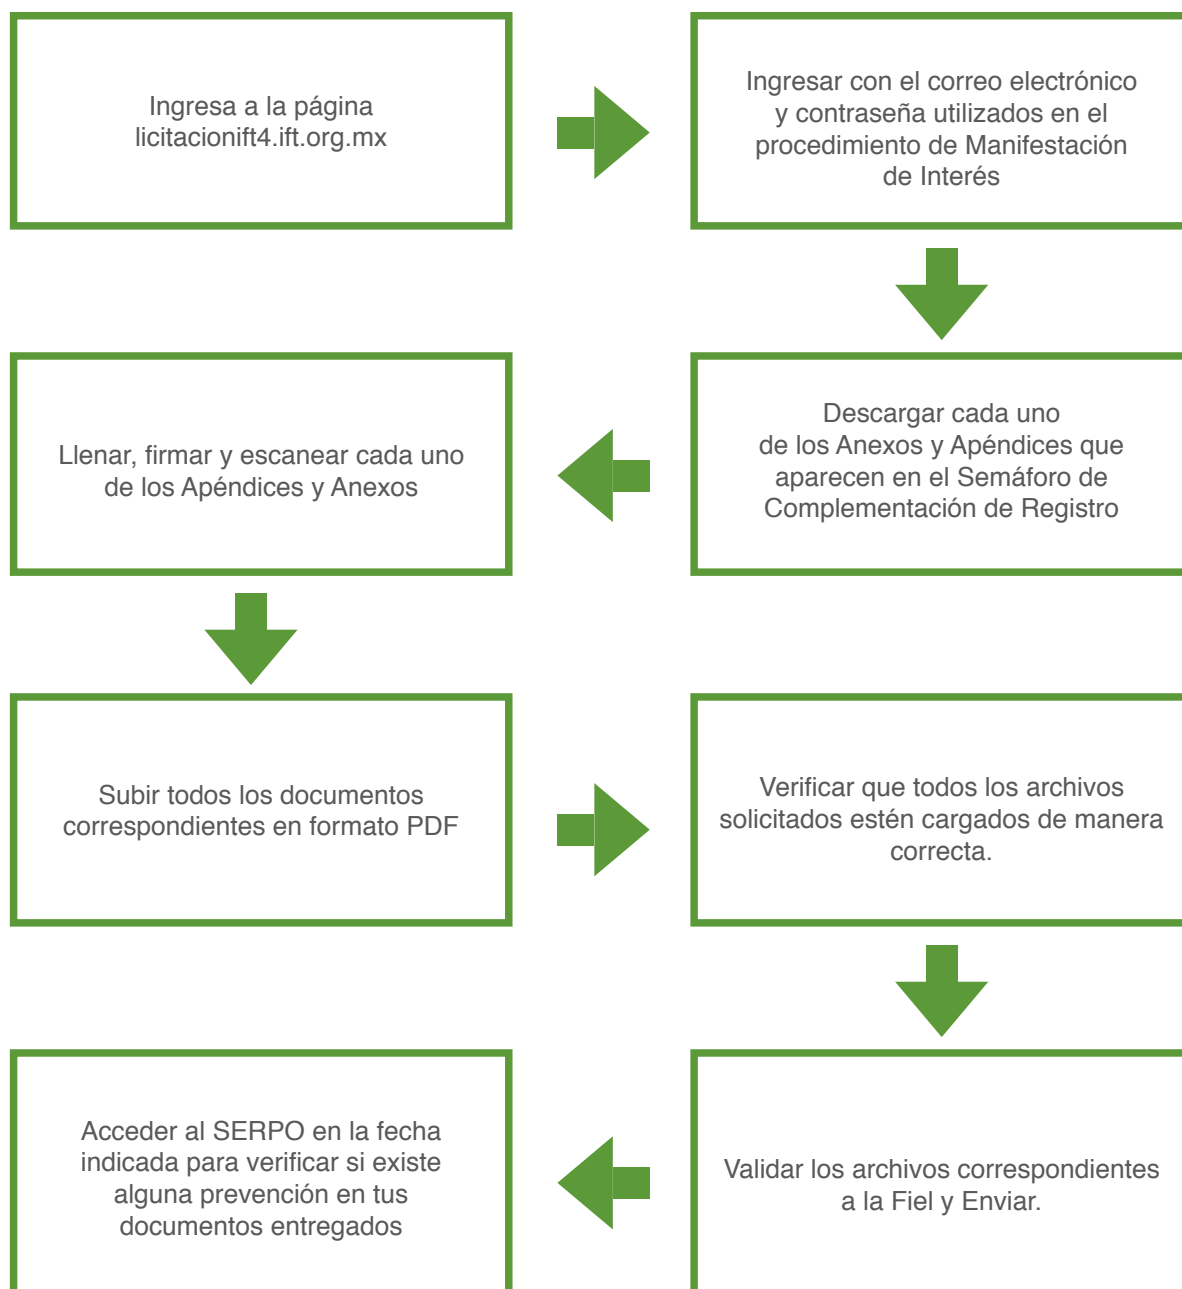 Ingresa a la página
licitacionift4.ift.org.mx
Ingresar con el correo electrónico
y contraseña utilizados en el
procedimiento de Manifestación
de Interés
Descargar cada uno
de los Anexos y Apéndices que
aparecen en el Semáforo de
Complementación de Registro
Llenar, firmar y escanear cada uno
de los Apéndices y Anexos
Subir todos los documentos
correspondientes en formato PDF
Verificar que todos los archivos
solicitados estén cargados de manera
correcta.
Validar los archivos correspondientes
a la Fiel y Enviar.
Acceder al SERPO en la fecha
indicada para verificar si existe
alguna prevención en tus
documentos entregados